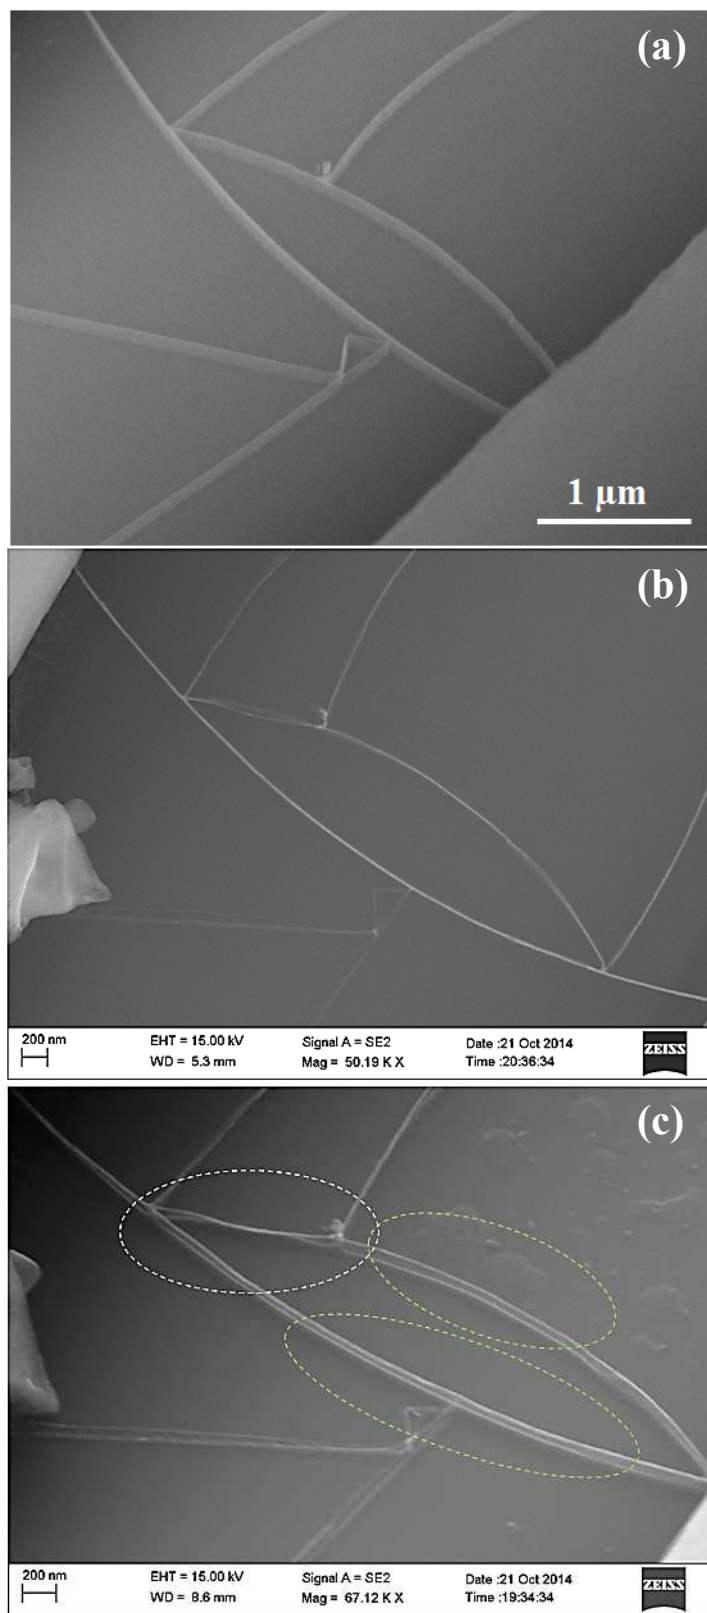 (a)
1 µm
(b)
200 nm
EHT = 15.00 kV
Signal A = SE2
Date :21 Oct 2014
WD = 5.3 mm
Mag = 50.19 K X
Time :20:36:34
ZEISS
(c)
200 nm
EHT = 15.00 kV
Signal A = SE2
Date :21 Oct 2014
WD = 8.6 mm
Mag = 67.12 K X
Time :19:34:34
ZEISS